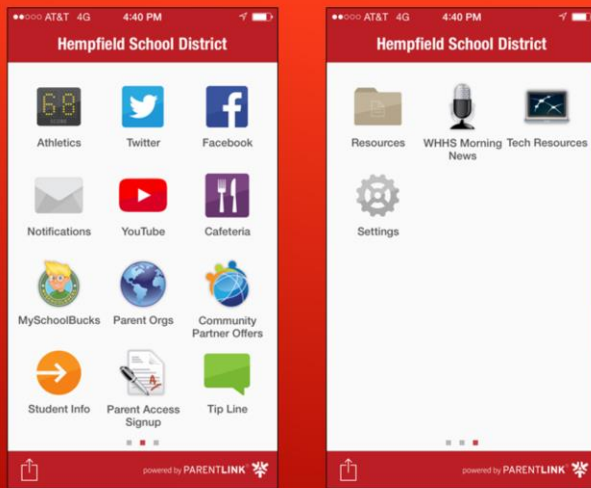 AT&T 4G 4:40 PM
Hempfield School District
68
Athletics Twitter Facebook
Notifications YouTube Cafeteria
MySchoolBucks Parent Orgs Community
Partner Offers
Student Info Parent Access
Signup Tip Line
powered by PARENTLINK
AT&T 4G 4:40 PM
Hempfield School District
Resources WHHS Morning
News Tech Resources
Settings
powered by PARENTLINK